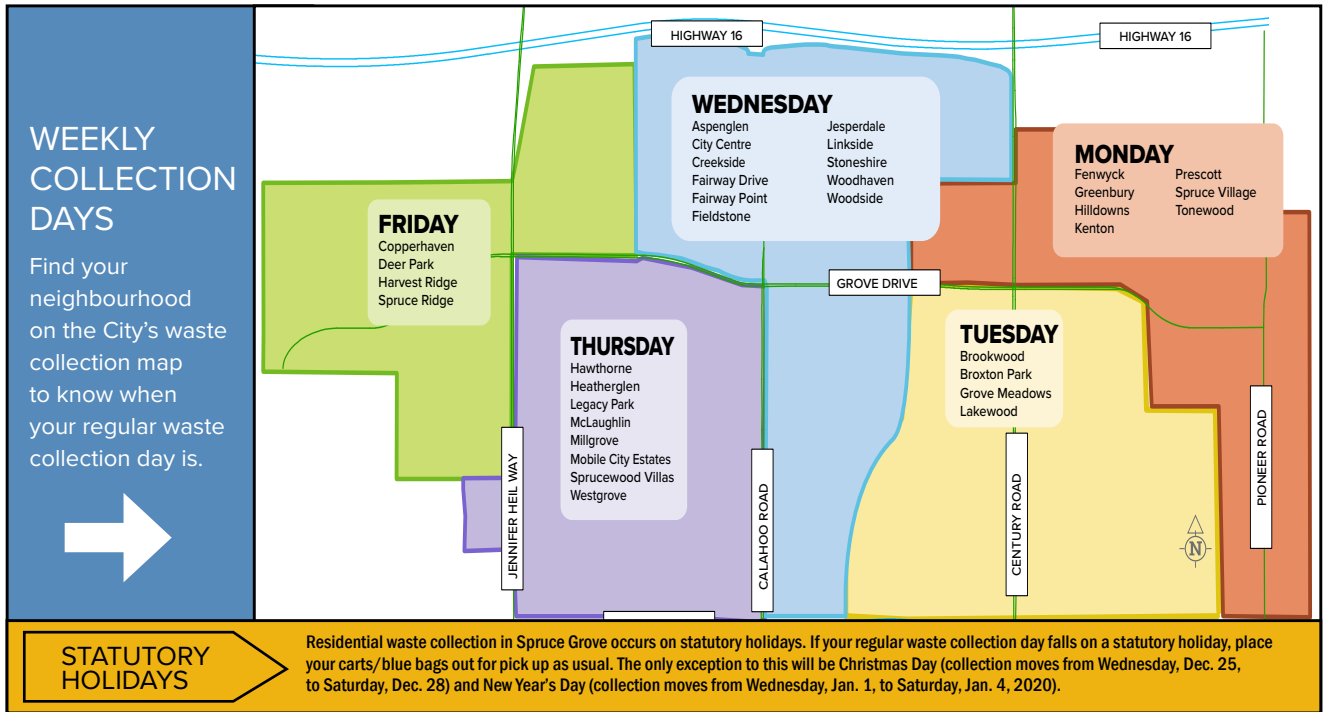 WEEKLY
COLLECTION
DAYS
Find your
neighbourhood
on the City's waste
collection map
to know when
your regular waste
collection day is.
HIGHWAY 16
HIGHWAY 16
WEDNESDAY
Aspenglen
City Centre
Creekside
Fairway Drive
Fairway Point
Fieldstone
Jesperdale
Linkside
Stoneshire
Woodhaven
Woodside
MONDAY
Fenwyck
Greenbury
Hilldowns
Kenton
Prescott
Spruce Village
Tonewood
FRIDAY
Copperhaven
Deer Park
Harvest Ridge
Spruce Ridge
GROVE DRIVE
THURSDAY
Hawthorne
Heatherglen
Legacy Park
McLaughlin
Millgrove
Mobile City Estates
Sprucewood Villas
Westgrove
TUESDAY
Brookwood
Broxton Park
Grove Meadows
Lakewood
JENNIFER HEIL WAY
CALAHOO ROAD
CENTURY ROAD
PIONEER ROAD
N
STATUTORY
HOLIDAYS
Residential waste collection in Spruce Grove occurs on statutory holidays. If your regular waste collection day falls on a statutory holiday, place
your carts/blue bags out for pick up as usual. The only exception to this will be Christmas Day (collection moves from Wednesday, Dec. 25,
to Saturday, Dec. 28) and New Year's Day (collection moves from Wednesday, Jan. 1, to Saturday, Jan. 4, 2020).